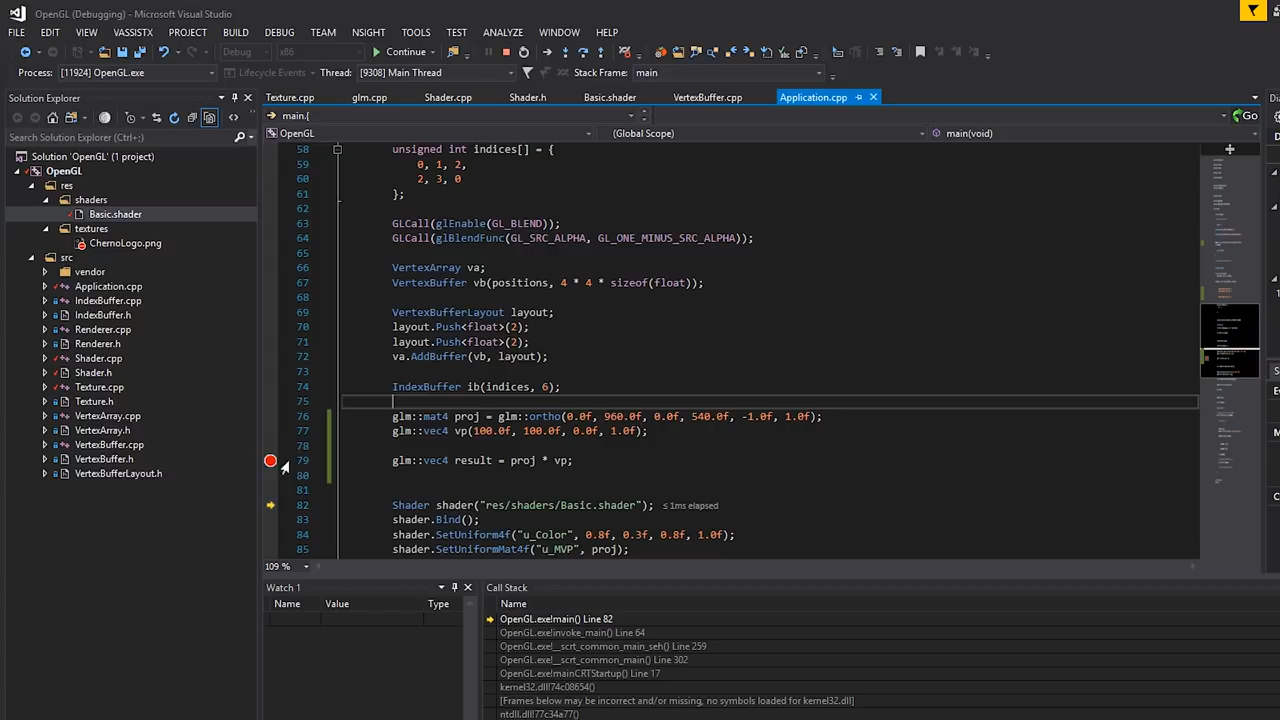 OpenGL (Debugging) - Microsoft Visual Studio
FILE EDIT VIEW VASSISTX PROJECT BUILD DEBUG TEAM NSIGHT TOOLS TEST ANALYZE WINDOW HELP
Debug x86 Continue
Process: [11924] OpenGL.exe Lifecycle Events Thread: [9308] Main Thread Stack Frame: main
Solution Explorer
Texture.cpp glm.cpp Shader.cpp Shader.h Basic.shader VertexBuffer.cpp Application.cpp
main.{ Go
Search Solution Explorer (Ctrl+;)
OpenGL (Global Scope) main(void)
Solution 'OpenGL' (1 project)
OpenGL
res
shaders
Basic.shader
textures
ChernoLogo.png
src
vendor
Application.cpp
IndexBuffer.cpp
IndexBuffer.h
Renderer.cpp
Renderer.h
Shader.cpp
Shader.h
Texture.cpp
Texture.h
VertexArray.cpp
VertexArray.h
VertexBuffer.cpp
VertexBuffer.h
VertexBufferLayout.h
58 unsigned int indices[] = {
59 0, 1, 2,
60 2, 3, 0
61 };
62
63 GLCall(glEnable(GL_BLEND));
64 GLCall(glBlendFunc(GL_SRC_ALPHA, GL_ONE_MINUS_SRC_ALPHA));
65
66 VertexArray va;
67 VertexBuffer vb(positions, 4 * 4 * sizeof(float));
68
69 VertexBufferLayout layout;
70 layout.Push<float>(2);
71 layout.Push<float>(2);
72 va.AddBuffer(vb, layout);
73
74 IndexBuffer ib(indices, 6);
75
76 glm::mat4 proj = glm::ortho(0.0f, 960.0f, 0.0f, 540.0f, -1.0f, 1.0f);
77 glm::vec4 vp(100.0f, 100.0f, 0.0f, 1.0f);
78
79 glm::vec4 result = proj * vp;
80
81
82 Shader shader("res/shaders/Basic.shader"); ≤ 1ms elapsed
83 shader.Bind();
84 shader.SetUniform4f("u_Color", 0.8f, 0.3f, 0.8f, 1.0f);
85 shader.SetUniformMat4f("u_MVP", proj);
109 %
Watch 1
Name Value Type
Call Stack
Name
OpenGL.exe!main() Line 82
OpenGL.exe!invoke_main() Line 64
OpenGL.exe!__scrt_common_main_seh() Line 259
OpenGL.exe!__scrt_common_main() Line 302
OpenGL.exe!mainCRTStartup() Line 17
kernel32.dll!74c08654()
[Frames below may be incorrect and/or missing, no symbols loaded for kernel32.dll]
ntdll.dll!77c34a77()